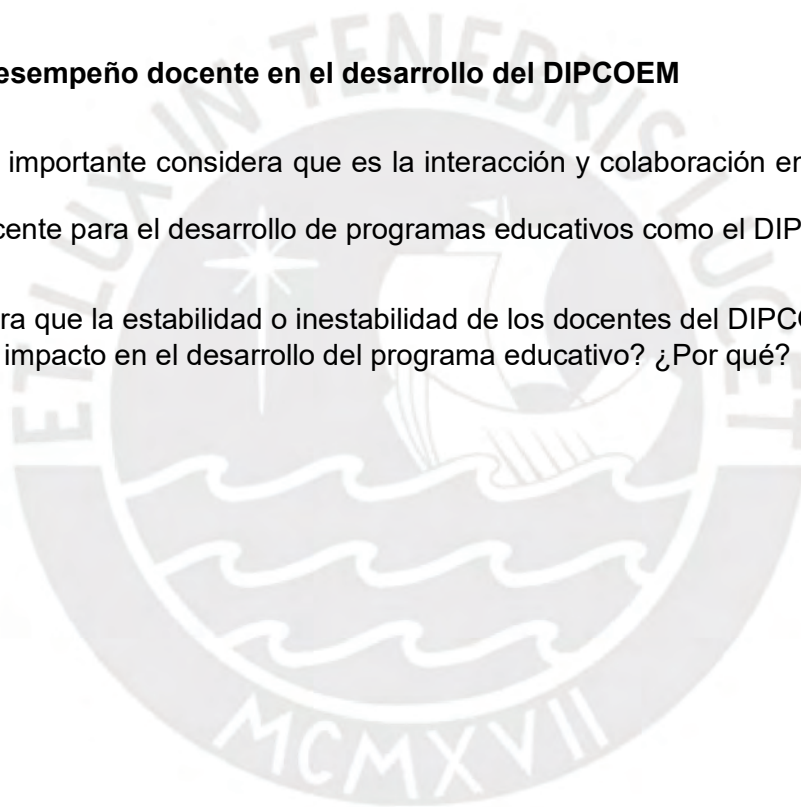 esempeño docente en el desarrollo del DIPCOEM
importante considera que es la interacción y colaboración en
cente para el desarrollo de programas educativos como el DIP
ra que la estabilidad o inestabilidad de los docentes del DIPCO
impacto en el desarrollo del programa educativo? ¿Por qué?
ET LUX IN TENEBRIS LUCET
MCMXVII